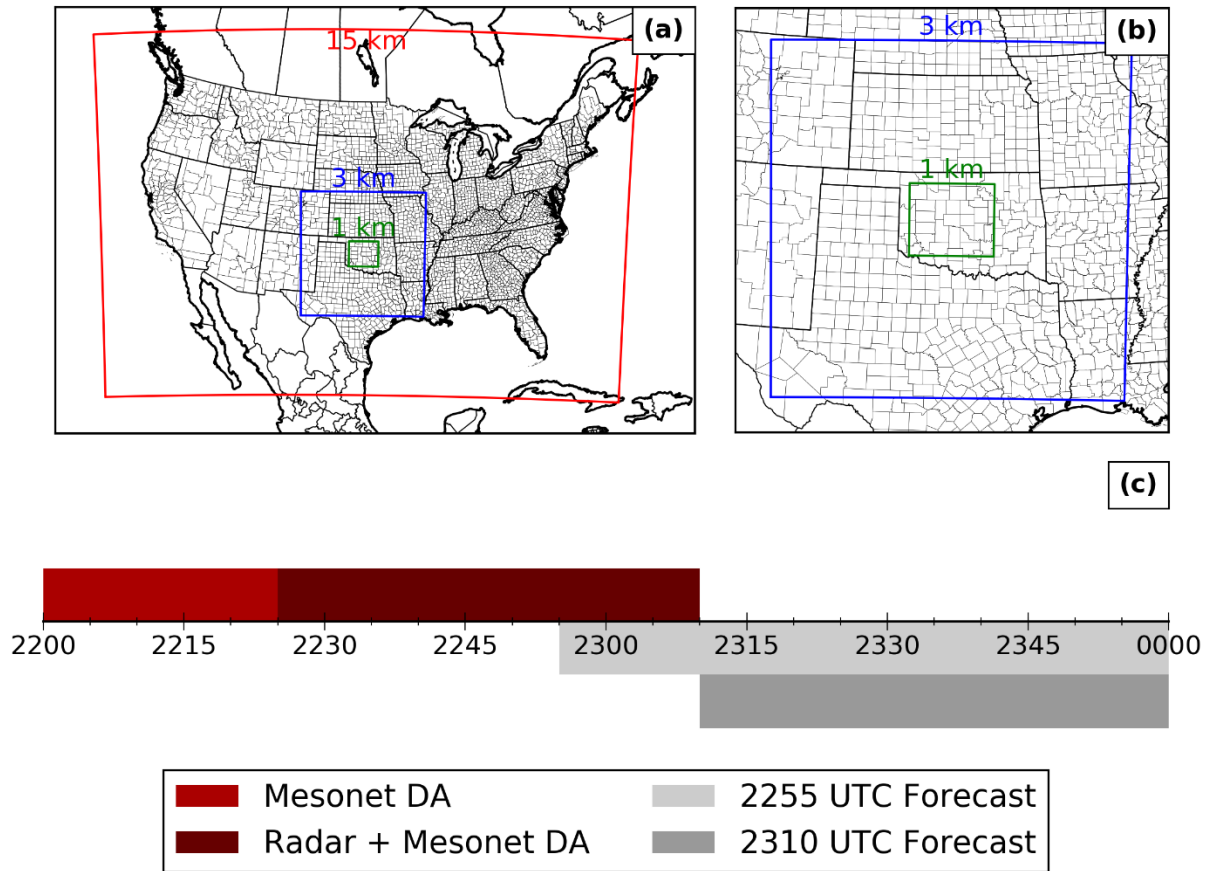 (a)
15 km
3 km
1 km
(b)
3 km
1 km
(c)
2200 2215 2230 2245 2300 2315 2330 2345 0000
Mesonet DA 2255 UTC Forecast
Radar + Mesonet DA 2310 UTC Forecast